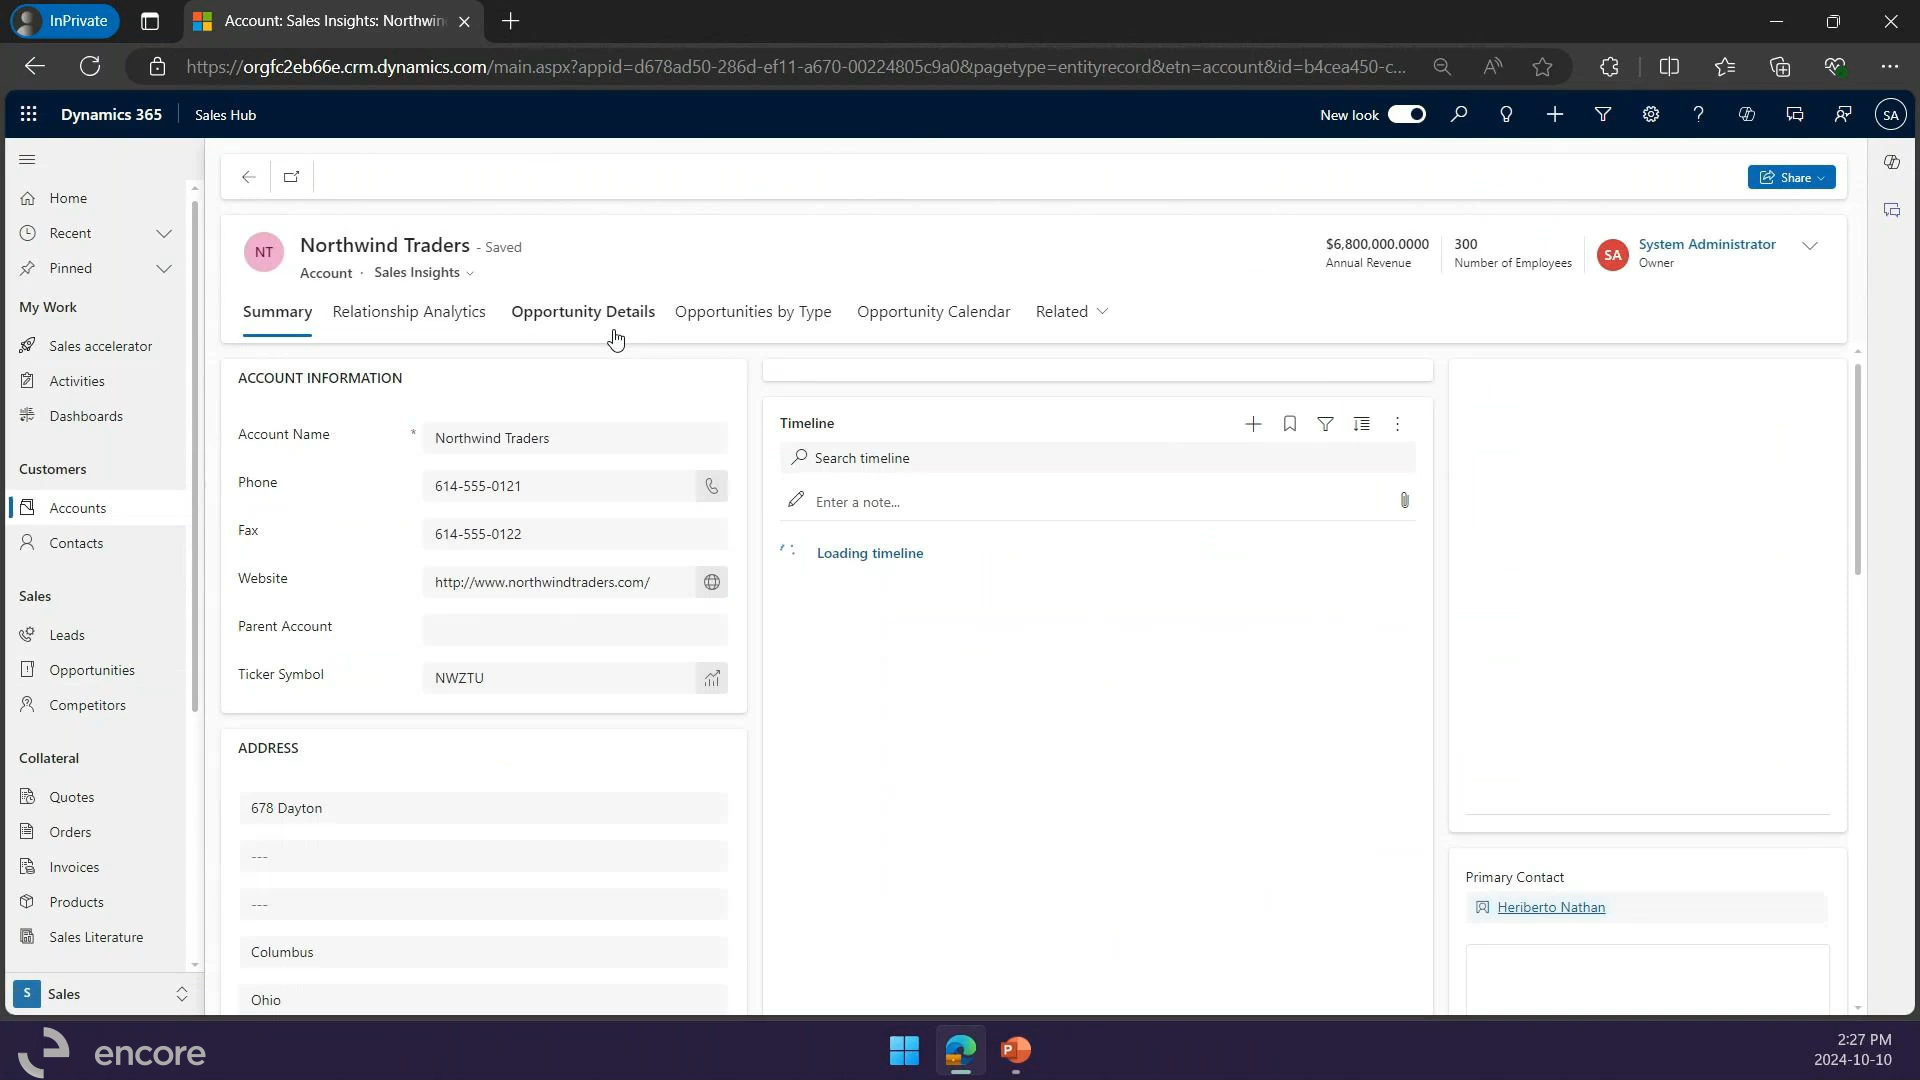 InPrivate
Account: Sales Insights: Northwin
https://orgfc2eb66e.crm.dynamics.com/main.aspx?appid=d678ad50-286d-ef11-a670-00224805c9a0&pagetype=entityrecord&etn=account&id=b4cea450-c...
Dynamics 365
Sales Hub
New look
SA
Home
Recent
Pinned
My Work
Sales accelerator
Activities
Dashboards
Customers
Accounts
Contacts
Sales
Leads
Opportunities
Competitors
Collateral
Quotes
Orders
Invoices
Products
Sales Literature
S Sales
Share
NT
Northwind Traders - Saved
Account · Sales Insights
$6,800,000.0000
Annual Revenue
300
Number of Employees
SA
System Administrator
Owner
Summary
Relationship Analytics
Opportunity Details
Opportunities by Type
Opportunity Calendar
Related
ACCOUNT INFORMATION
Account Name * Northwind Traders
Phone 614-555-0121
Fax 614-555-0122
Website http://www.northwindtraders.com/
Parent Account
Ticker Symbol NWZTU
ADDRESS
678 Dayton
---
---
Columbus
Ohio
Timeline
Search timeline
Enter a note...
Loading timeline
Primary Contact
Heriberto Nathan
encore
P
2:27 PM
2024-10-10